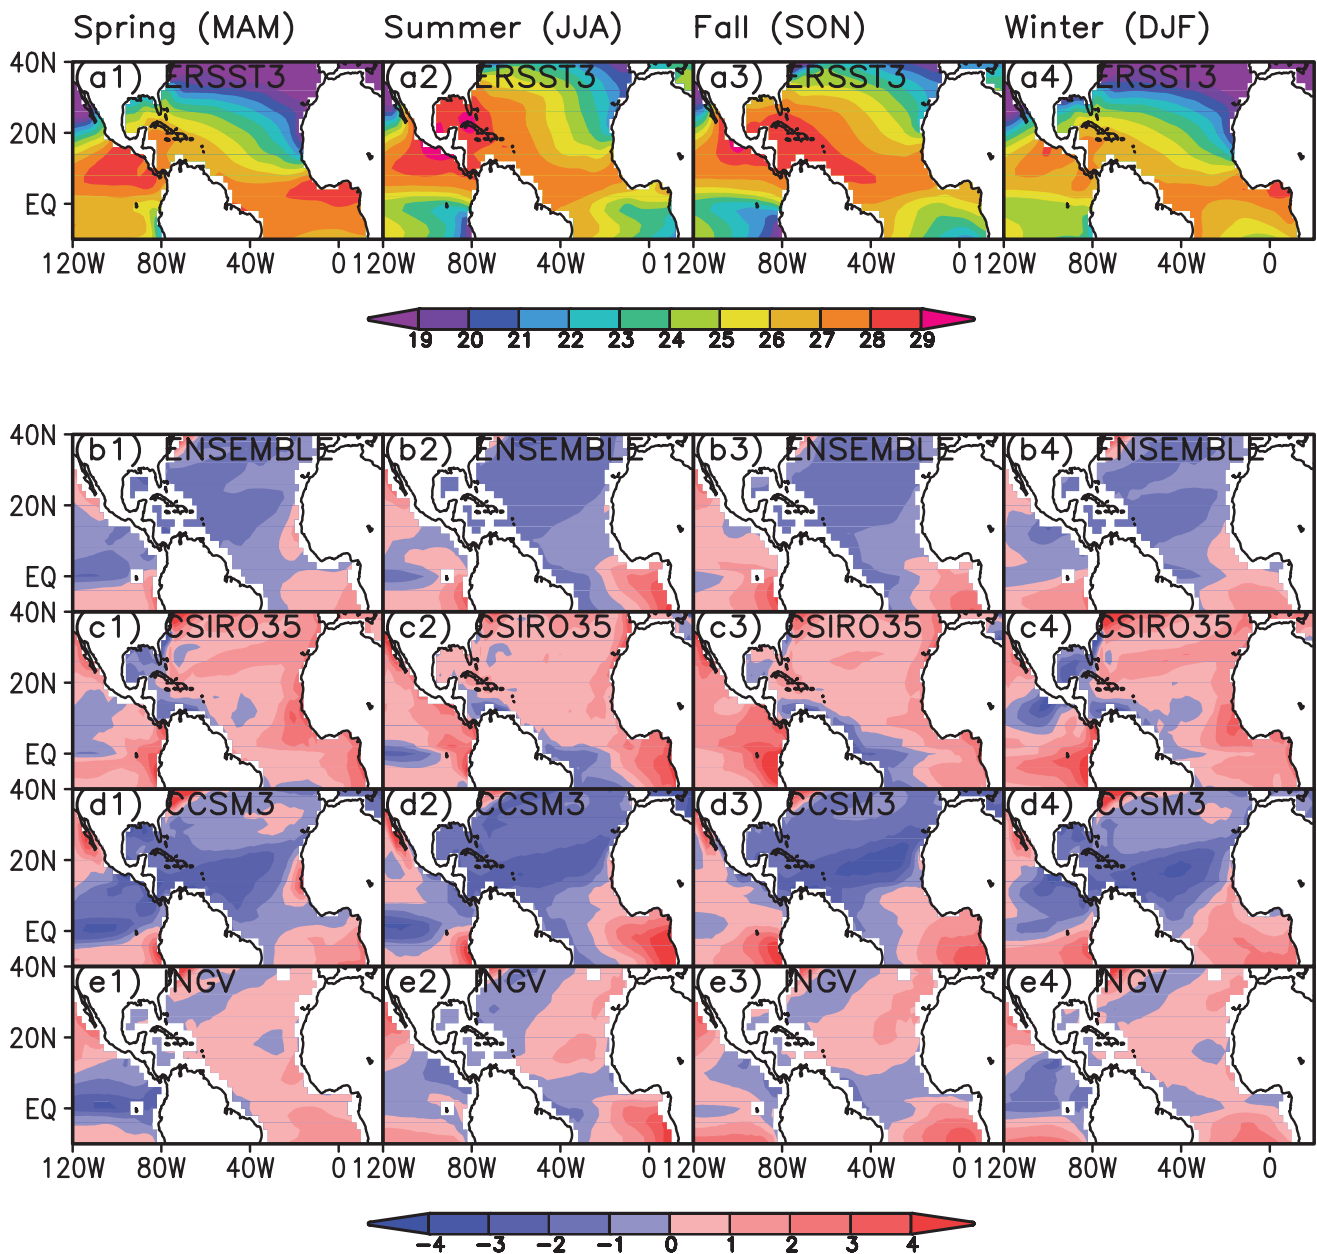 Spring (MAM) Summer (JJA) Fall (SON) Winter (DJF)
40N (a1) ERSST3 (a2) ERSST3 (a3) ERSST3 (a4) ERSST3
20N
EQ
120W 80W 40W 0 120W 80W 40W 0 120W 80W 40W 0 120W 80W 40W 0
19 20 21 22 23 24 25 26 27 28 29
40N (b1) ENSEMBLE (b2) ENSEMBLE (b3) ENSEMBLE (b4) ENSEMBLE
20N
EQ
40N (c1) CSIRO35 (c2) CSIRO35 (c3) CSIRO35 (c4) CSIRO35
20N
EQ
40N (d1) CCSM3 (d2) CCSM3 (d3) CCSM3 (d4) CCSM3
20N
EQ
40N (e1) INGV (e2) INGV (e3) INGV (e4) INGV
20N
EQ
120W 80W 40W 0 120W 80W 40W 0 120W 80W 40W 0 120W 80W 40W 0
-4 -3 -2 -1 0 1 2 3 4